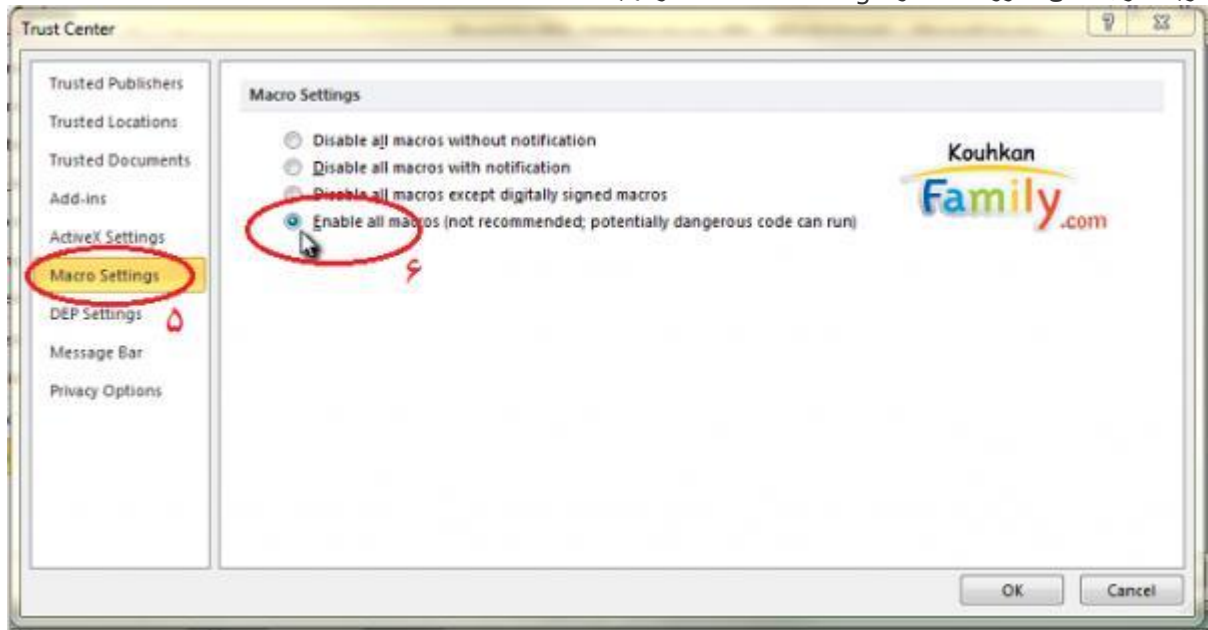 Trust Center
Trusted Publishers
Trusted Locations
Trusted Documents
Add-ins
ActiveX Settings
Macro Settings
DEP Settings
Message Bar
Privacy Options
Macro Settings
Disable all macros without notification
Disable all macros with notification
Disable all macros except digitally signed macros
Enable all macros (not recommended; potentially dangerous code can run)
Kouhkan
Family.com
۶
۵
OK
Cancel